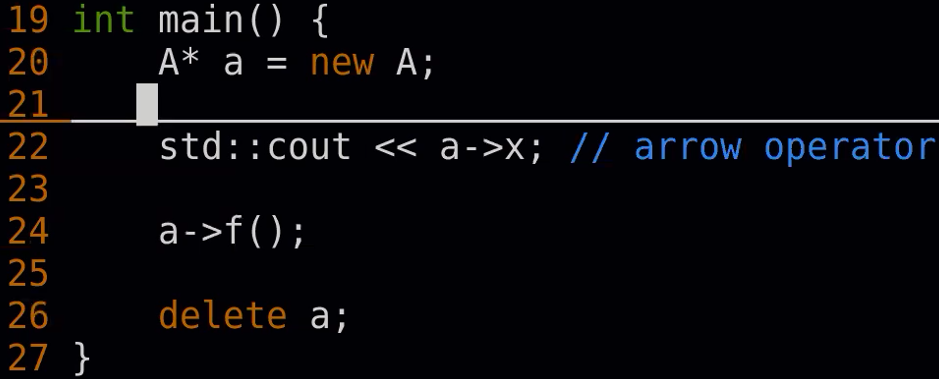 19 int main() {
20     A* a = new A;
21
22     std::cout << a->x; // arrow operator
23
24     a->f();
25
26     delete a;
27 }